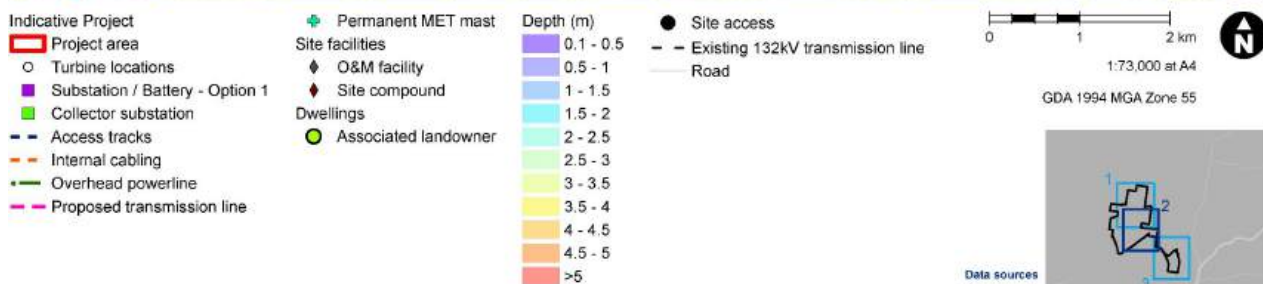 Indicative Project
Project area
Turbine locations
Substation / Battery - Option 1
Collector substation
Access tracks
Internal cabling
Overhead powerline
Proposed transmission line
Permanent MET mast
Site facilities
O&M facility
Site compound
Dwellings
Associated landowner
Depth (m)
0.1 - 0.5
0.5 - 1
1 - 1.5
1.5 - 2
2 - 2.5
2.5 - 3
3 - 3.5
3.5 - 4
4 - 4.5
4.5 - 5
>5
Site access
Existing 132kV transmission line
Road
0 1 2 km
N
1:73,000 at A4
GDA 1994 MGA Zone 55
1
2
Data sources